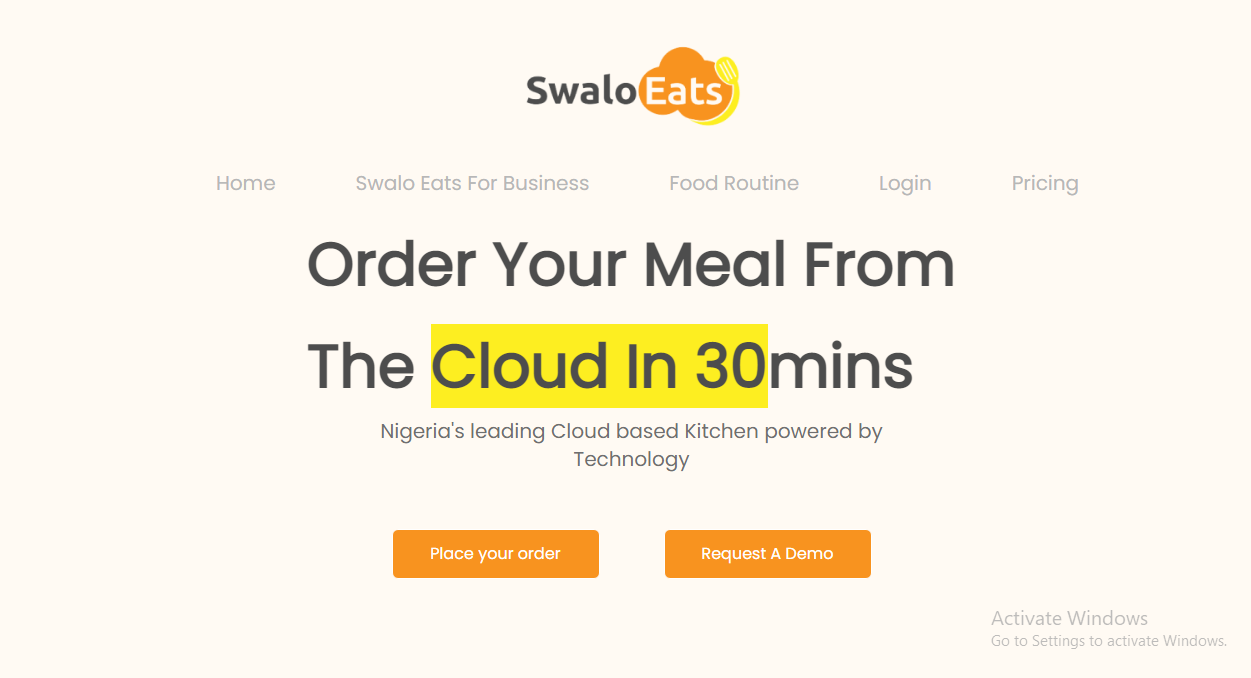 SwaloEats
Home Swalo Eats For Business Food Routine Login Pricing
Order Your Meal From
The Cloud In 30mins
Nigeria's leading Cloud based Kitchen powered by
Technology
Place your order Request A Demo
Activate Windows
Go to Settings to activate Windows.